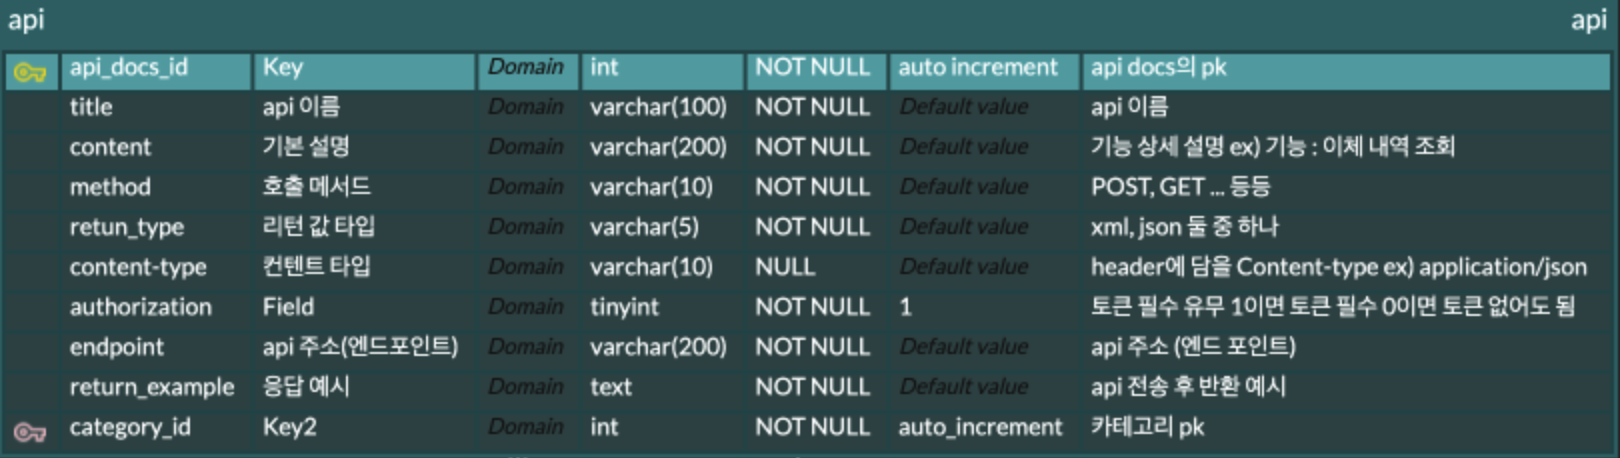 api api
api_docs_id Key Domain int NOT NULL auto increment api docs의 pk
title api 이름 Domain varchar(100) NOT NULL Default value api 이름
content 기본 설명 Domain varchar(200) NOT NULL Default value 기능 상세 설명 ex) 기능 : 이체 내역 조회
method 호출 메서드 Domain varchar(10) NOT NULL Default value POST, GET ... 등등
retun_type 리턴 값 타입 Domain varchar(5) NOT NULL Default value xml, json 둘 중 하나
content-type 컨텐트 타입 Domain varchar(10) NULL Default value header에 담을 Content-type ex) application/json
authorization Field Domain tinyint NOT NULL 1 토큰 필수 유무 1이면 토큰 필수 0이면 토큰 없어도 됨
endpoint api 주소(엔드포인트) Domain varchar(200) NOT NULL Default value api 주소 (엔드 포인트)
return_example 응답 예시 Domain text NOT NULL Default value api 전송 후 반환 예시
category_id Key2 Domain int NOT NULL auto_increment 카테고리 pk